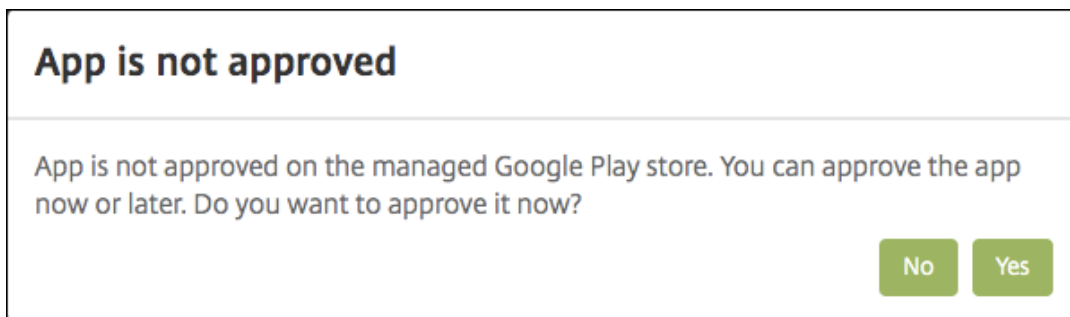 App is not approved
App is not approved on the managed Google Play store. You can approve the app
now or later. Do you want to approve it now?
No Yes